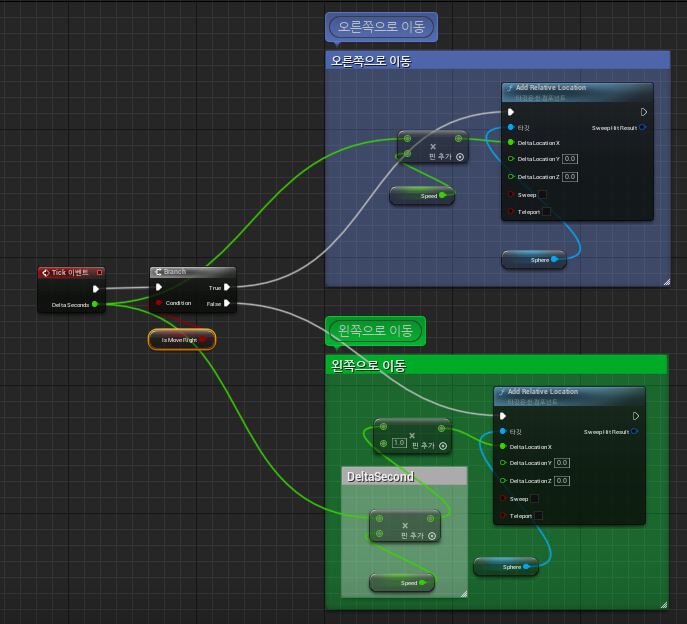 오른쪽으로 이동
오른쪽으로 이동
Add Relative Location
타깃은 씬 컴포넌트
타깃
Sweep Hit Result
Delta Location X
Delta Location Y 0.0
Delta Location Z 0.0
Sweep
Teleport
×
핀 추가
Speed
Sphere
Tick 이벤트
Delta Seconds
Branch
True
Condition
False
Is Move Right
왼쪽으로 이동
왼쪽으로 이동
Add Relative Location
타깃은 씬 컴포넌트
타깃
Sweep Hit Result
Delta Location X
Delta Location Y 0.0
Delta Location Z 0.0
Sweep
Teleport
×
1.0
핀 추가
DeltaSecond
×
핀 추가
Speed
Sphere